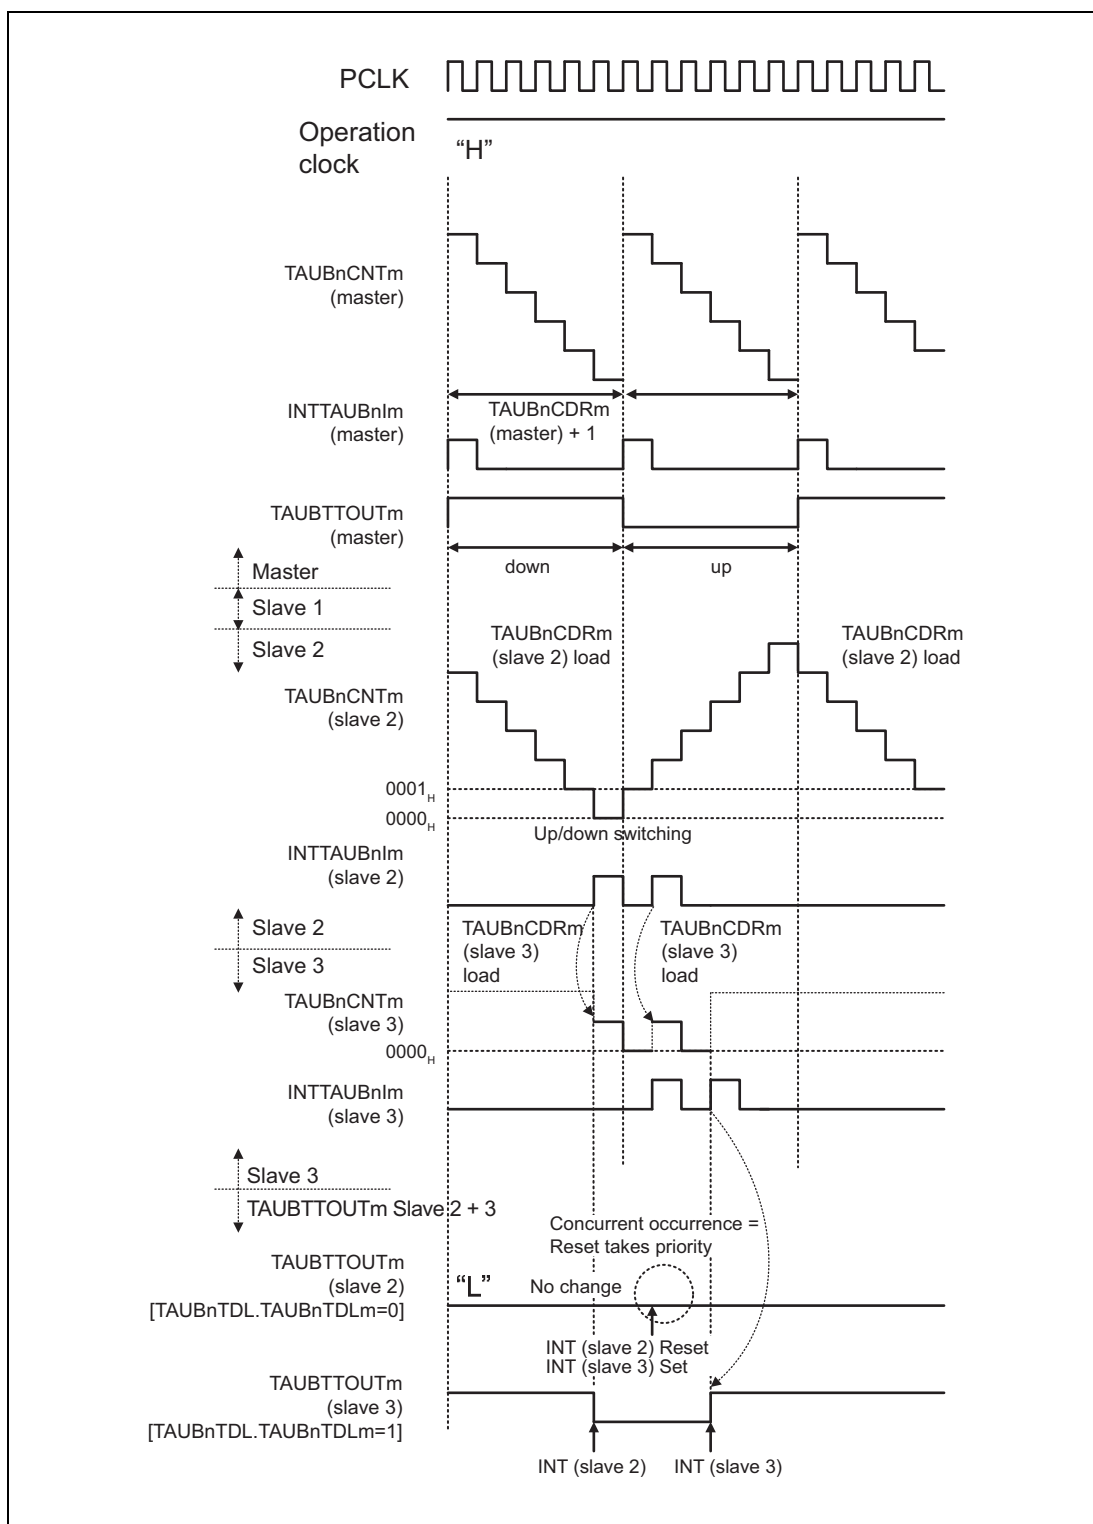 PCLK
Operation
clock
“H”
TAUBnCNTm
(master)
INTTAUBnIm
(master)
TAUBnCDRm
(master) + 1
TAUBTTOUTm
(master)
down
up
Master
Slave 1
Slave 2
TAUBnCDRm
(slave 2) load
TAUBnCDRm
(slave 2) load
TAUBnCNTm
(slave 2)
0001H
0000H
Up/down switching
INTTAUBnIm
(slave 2)
Slave 2
Slave 3
TAUBnCDRm
(slave 3)
load
TAUBnCDRm
(slave 3)
load
TAUBnCNTm
(slave 3)
0000H
INTTAUBnIm
(slave 3)
Slave 3
TAUBTTOUTm Slave 2 + 3
Concurrent occurrence =
Reset takes priority
TAUBTTOUTm
(slave 2)
[TAUBnTDL.TAUBnTDLm=0]
“L”
No change
INT (slave 2) Reset
INT (slave 3) Set
TAUBTTOUTm
(slave 3)
[TAUBnTDL.TAUBnTDLm=1]
INT (slave 2)
INT (slave 3)